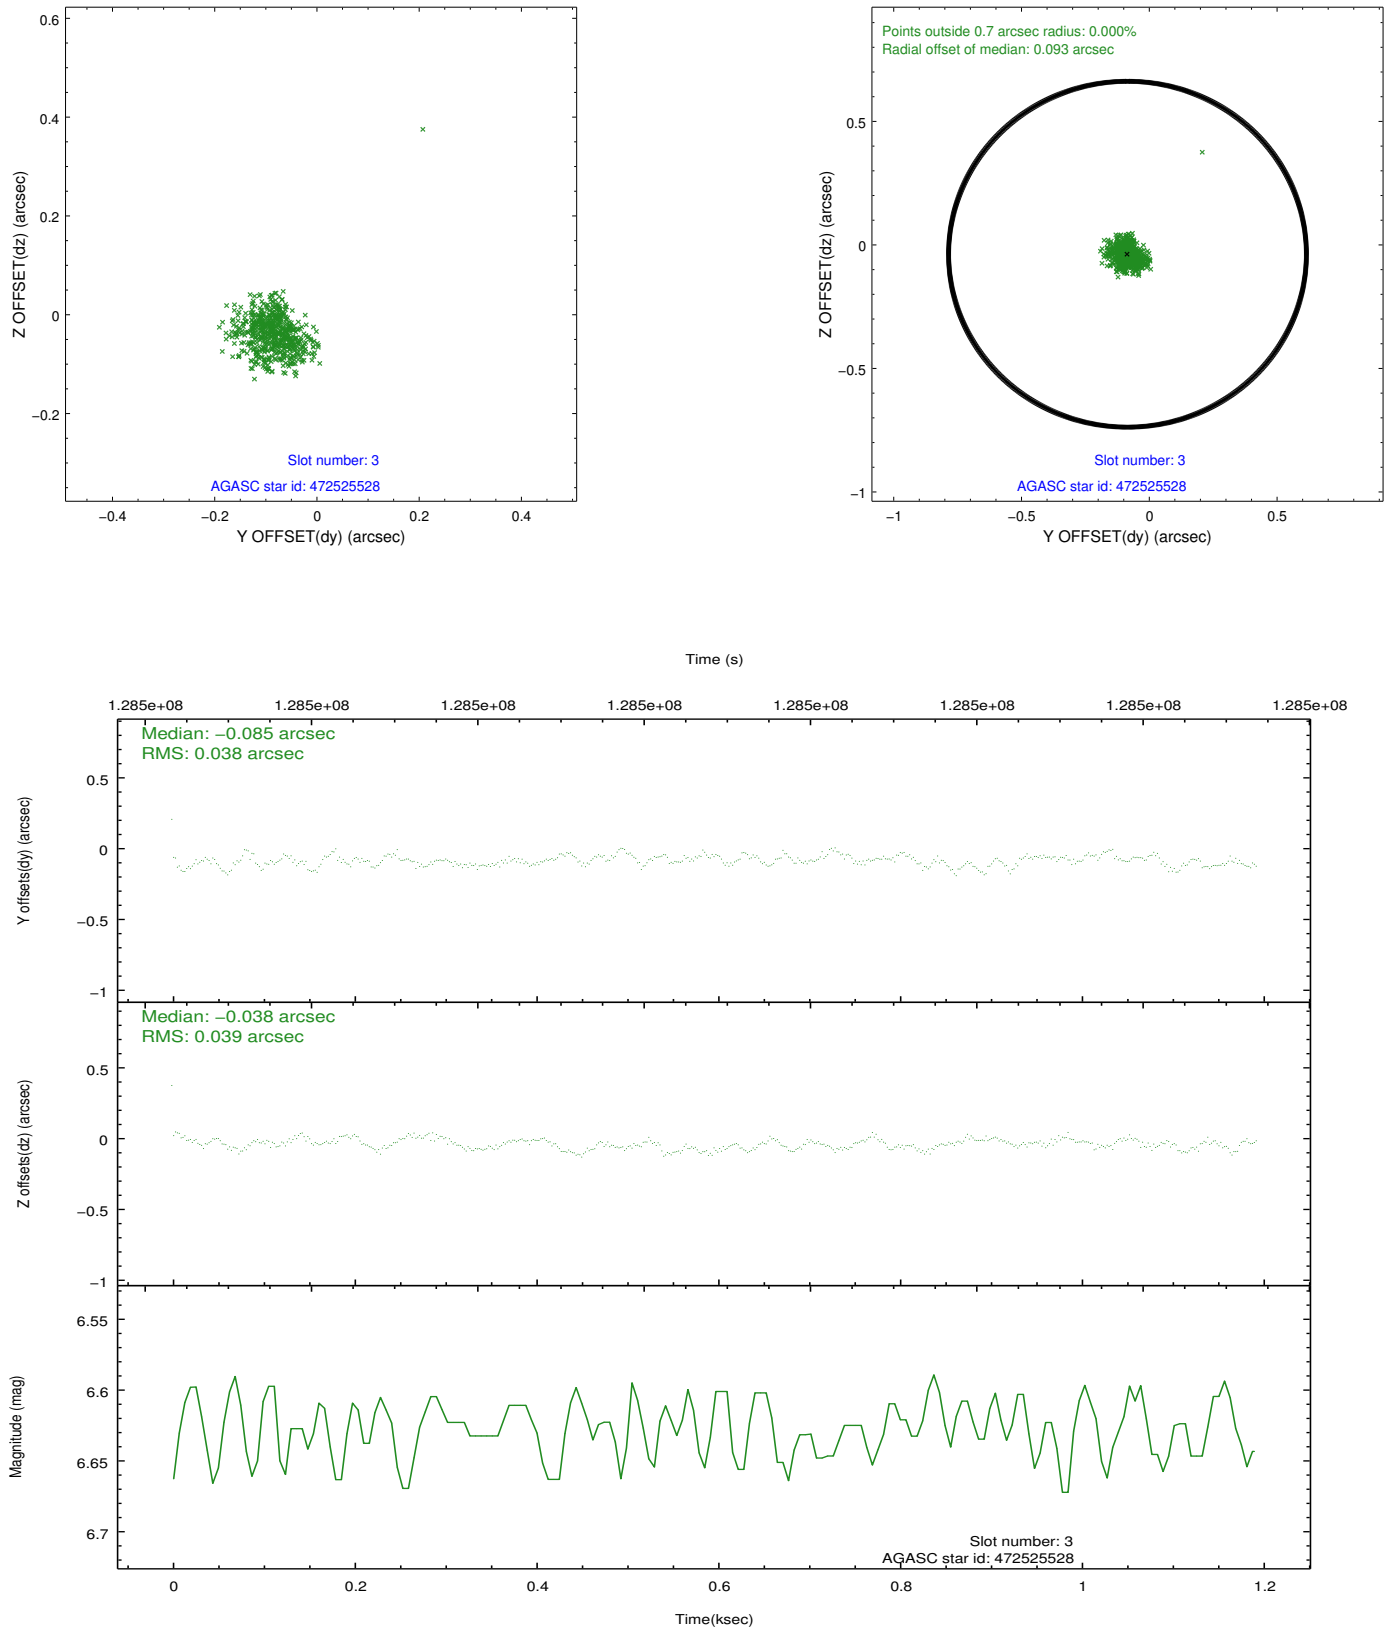 0.6
0.4
0.2
0
−0.2
Z OFFSET(dz) (arcsec)
Slot number: 3
AGASC star id: 472525528
−0.4
−0.2
0
0.2
0.4
Y OFFSET(dy) (arcsec)
Points outside 0.7 arcsec radius: 0.000%
Radial offset of median: 0.093 arcsec
0.5
0
−0.5
−1
Z OFFSET(dz) (arcsec)
Slot number: 3
AGASC star id: 472525528
−1
−0.5
0
0.5
Y OFFSET(dy) (arcsec)
Time (s)
1.285e+08 1.285e+08 1.285e+08 1.285e+08 1.285e+08 1.285e+08 1.285e+08 1.285e+08
Median: −0.085 arcsec
RMS: 0.038 arcsec
0.5
0
−0.5
−1
Y offsets(dy) (arcsec)
Median: −0.038 arcsec
RMS: 0.039 arcsec
0.5
0
−0.5
−1
Z offsets(dz) (arcsec)
6.55
6.6
6.65
6.7
Magnitude (mag)
Slot number: 3
AGASC star id: 472525528
0 0.2 0.4 0.6 0.8 1 1.2
Time(ksec)